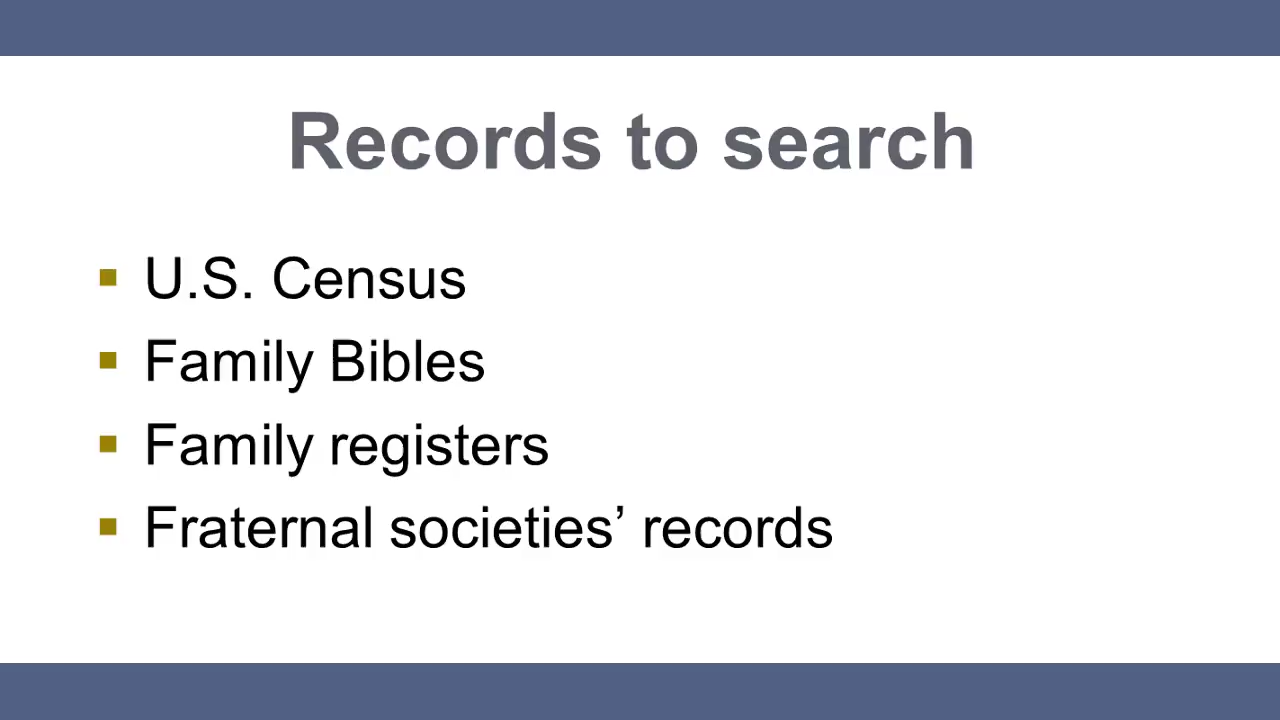 Records to search
▪ U.S. Census
▪ Family Bibles
▪ Family registers
▪ Fraternal societies’ records